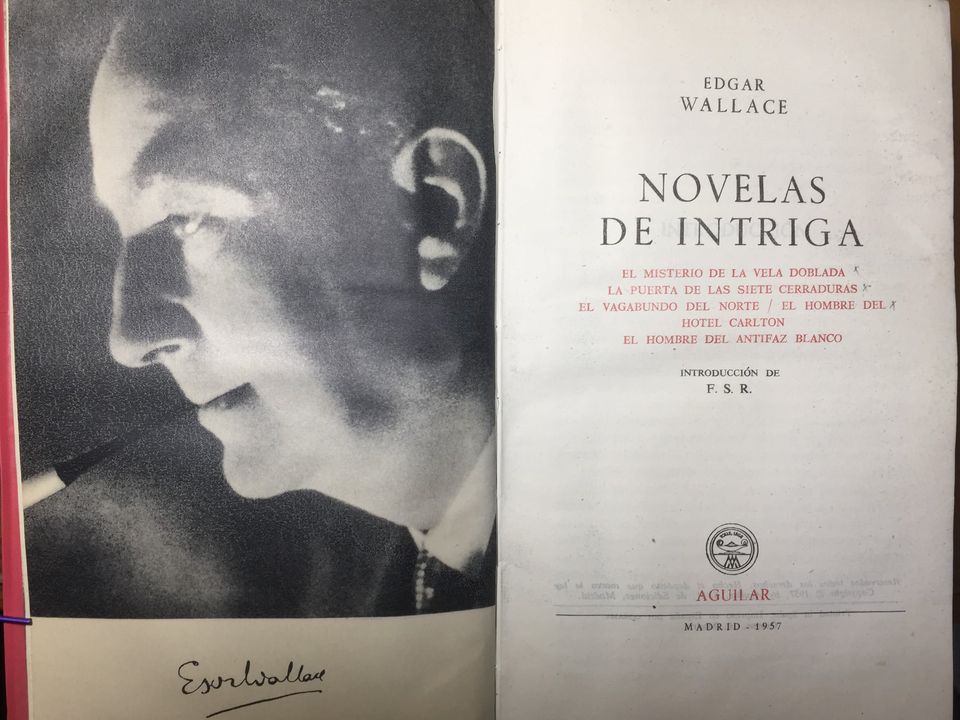 EDGAR
WALLACE
NOVELAS
DE INTRIGA
EL MISTERIO DE LA VELA DOBLADA
LA PUERTA DE LAS SIETE CERRADURAS
EL VAGABUNDO DEL NORTE / EL HOMBRE DEL
HOTEL CARLTON
EL HOMBRE DEL ANTIFAZ BLANCO
INTRODUCCIÓN DE
F. S. R.
AGUILAR
MADRID - 1957